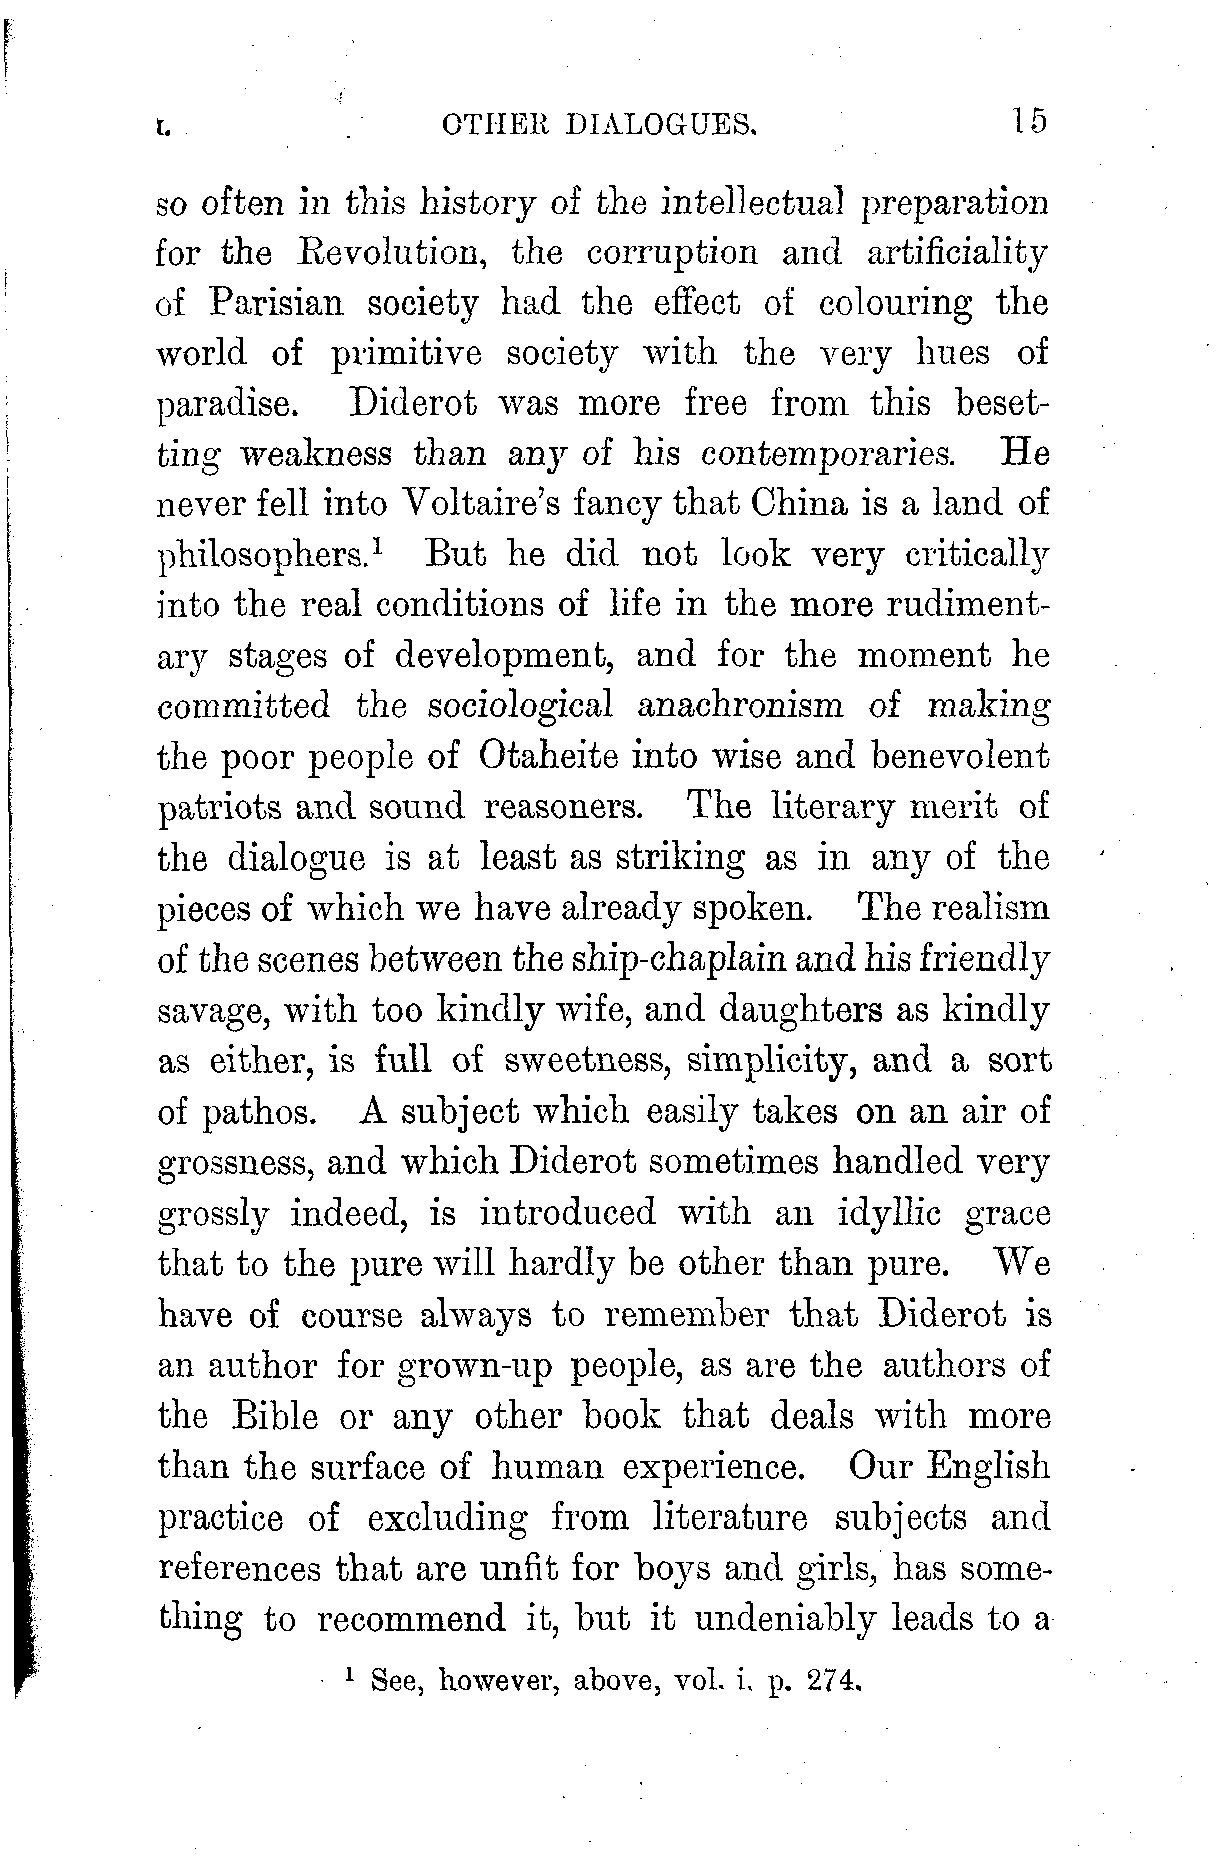 I. OTHER DIALOGUES. 15
so often in this history of the intellectual preparation
for the Revolution, the corruption and artificiality
of Parisian society had the effect of colouring the
world of primitive society with the very hues of
paradise. Diderot was more free from this beset-
ting weakness than any of his contemporaries. He
never fell into Voltaire's fancy that China is a land of
philosophers.¹ But he did not look very critically
into the real conditions of life in the more rudiment-
ary stages of development, and for the moment he
committed the sociological anachronism of making
the poor people of Otaheite into wise and benevolent
patriots and sound reasoners. The literary merit of
the dialogue is at least as striking as in any of the
pieces of which we have already spoken. The realism
of the scenes between the ship-chaplain and his friendly
savage, with too kindly wife, and daughters as kindly
as either, is full of sweetness, simplicity, and a sort
of pathos. A subject which easily takes on an air of
grossness, and which Diderot sometimes handled very
grossly indeed, is introduced with an idyllic grace
that to the pure will hardly be other than pure. We
have of course always to remember that Diderot is
an author for grown-up people, as are the authors of
the Bible or any other book that deals with more
than the surface of human experience. Our English
practice of excluding from literature subjects and
references that are unfit for boys and girls, has some-
thing to recommend it, but it undeniably leads to a
¹ See, however, above, vol. i. p. 274.